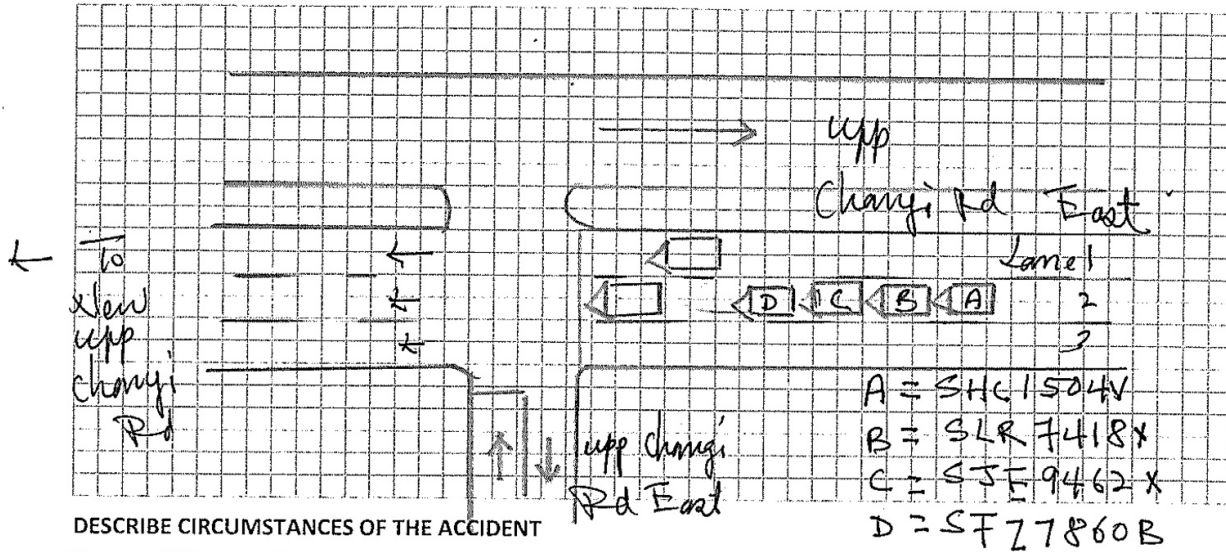 upp
Changi Rd East
To
New
upp
Changi
Rd
Lane 1
2
3
D C B A
upp Changi
Rd East
A = SHC1504V
B = SLR7418X
C = SJE9462X
D = SFZ7860B
DESCRIBE CIRCUMSTANCES OF THE ACCIDENT